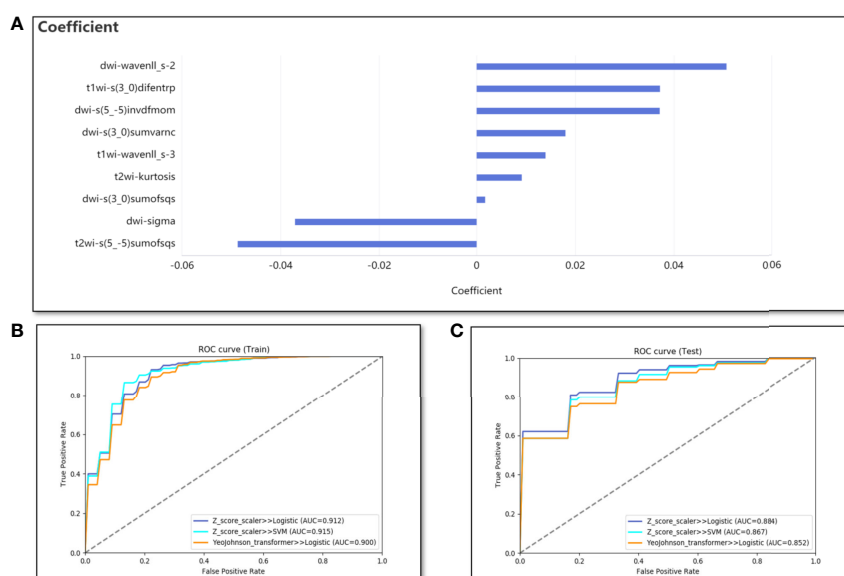 A
Coefficient
dwi-wavenll_s-2
t1wi-s(3_0)difentrp
dwi-s(5_-5)invdfmom
dwi-s(3_0)sumvarnc
t1wi-wavenll_s-3
t2wi-kurtosis
dwi-s(3_0)sumofsqs
dwi-sigma
t2wi-s(5_-5)sumofsqs
-0.06 -0.04 -0.02 0 0.02 0.04 0.06
Coefficient
B
ROC curve (Train)
True Positive Rate
1.0
0.8
0.6
0.4
0.2
0.0
Z_score_scaler>>Logistic (AUC=0.912)
Z_score_scaler>>SVM (AUC=0.915)
YeoJohnson_transformer>>Logistic (AUC=0.900)
0.0 0.2 0.4 0.6 0.8 1.0
False Positive Rate
C
ROC curve (Test)
True Positive Rate
1.0
0.8
0.6
0.4
0.2
0.0
Z_score_scaler>>Logistic (AUC=0.884)
Z_score_scaler>>SVM (AUC=0.867)
YeoJohnson_transformer>>Logistic (AUC=0.852)
0.0 0.2 0.4 0.6 0.8 1.0
False Positive Rate